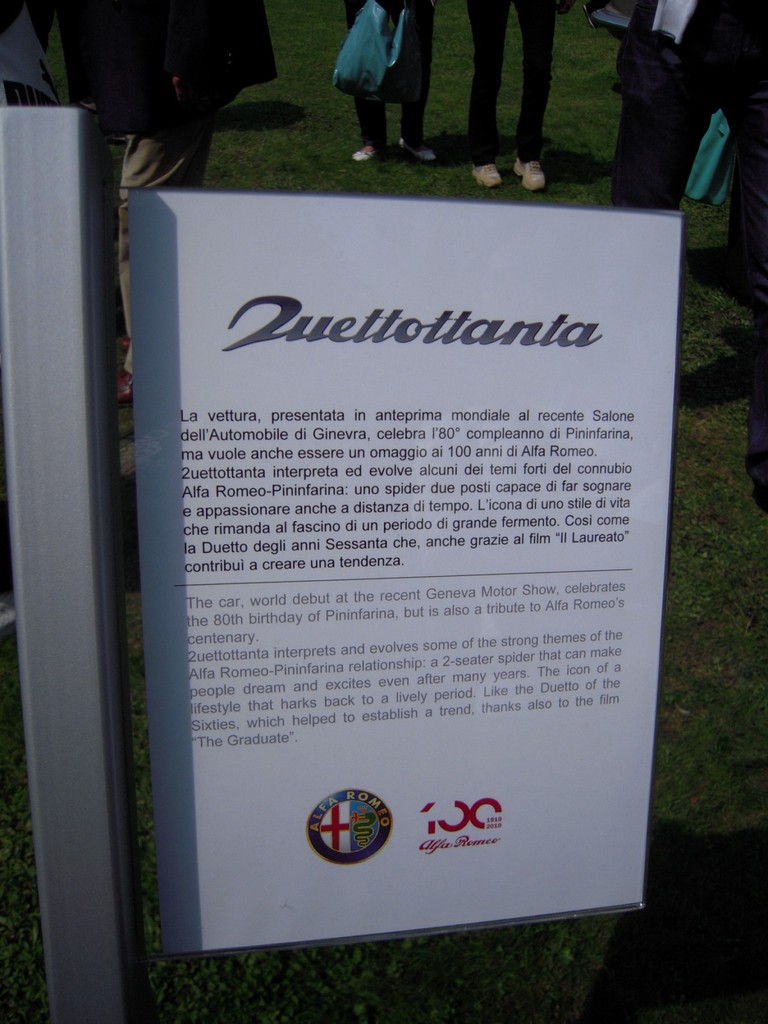 2uettottanta
La vettura, presentata in anteprima mondiale al recente Salone
dell'Automobile di Ginevra, celebra l'80° compleanno di Pininfarina,
ma vuole anche essere un omaggio ai 100 anni di Alfa Romeo.
2uettottanta interpreta ed evolve alcuni dei temi forti del connubio
Alfa Romeo-Pininfarina: uno spider due posti capace di far sognare
e appassionare anche a distanza di tempo. L'icona di uno stile di vita
che rimanda al fascino di un periodo di grande fermento. Così come
la Duetto degli anni Sessanta che, anche grazie al film "Il Laureato"
contribuì a creare una tendenza.
The car, world debut at the recent Geneva Motor Show, celebrates
the 80th birthday of Pininfarina, but is also a tribute to Alfa Romeo's
centenary.
2uettottanta interprets and evolves some of the strong themes of the
Alfa Romeo-Pininfarina relationship: a 2-seater spider that can make
people dream and excites even after many years. The icon of a
lifestyle that harks back to a lively period. Like the Duetto of the
Sixties, which helped to establish a trend, thanks also to the film
"The Graduate".
ALFA ROMEO
100
1910
2010
Alfa Romeo